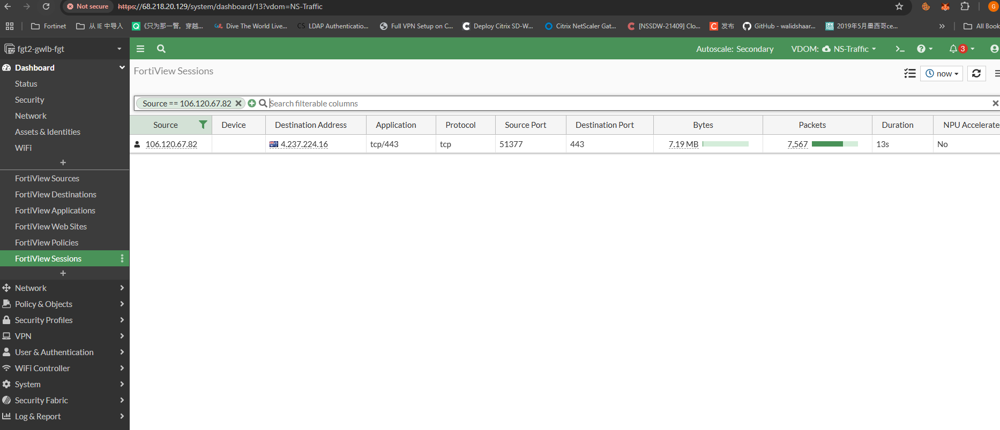 Not secure https://68.218.20.129/system/dashboard/13?vdom=NS-Traffic G
Fortinet 从 IE 中导入 《只为那一瞥，穿越... Dive The World Live... CS LDAP Authenticatio... Full VPN Setup on C... Deploy Citrix SD-W... Citrix NetScaler Gat... [NSSDW-21409] Clo... 发布 GitHub - walidshaar... 2019年5月墨西哥ce... » All Book
fgt2-gwlb-fgt Autoscale: Secondary VDOM: NS-Traffic >_ 3
Dashboard
Status
Security
Network
Assets & Identities
WiFi
+
FortiView Sources
FortiView Destinations
FortiView Applications
FortiView Web Sites
FortiView Policies
FortiView Sessions
+
Network
Policy & Objects
Security Profiles
VPN
User & Authentication
WiFi Controller
System
Security Fabric
Log & Report
FortiView Sessions now
Source == 106.120.67.82 Search filterable columns
Source Device Destination Address Application Protocol Source Port Destination Port Bytes Packets Duration NPU Accelerate
106.120.67.82 4.237.224.16 tcp/443 tcp 51377 443 7.19 MB 7,567 13s No